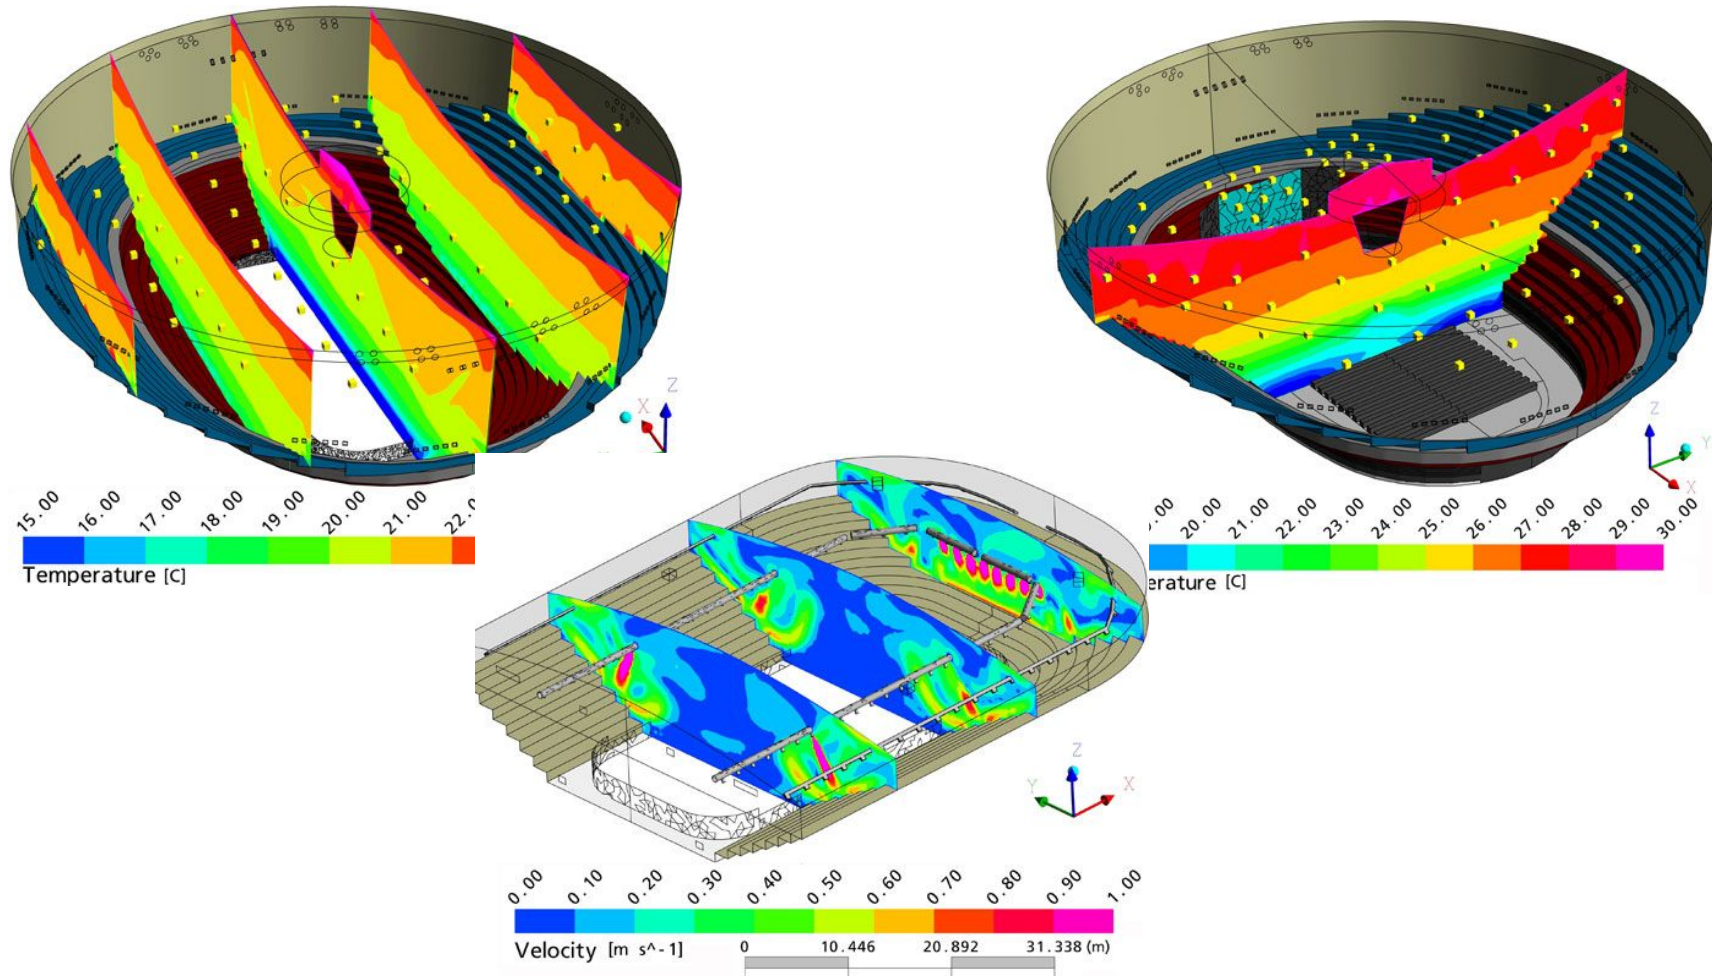 X
Z
15.00 16.00 17.00 18.00 19.00 20.00 21.00 22.0
Temperature [C]
Z
Y
X
20.00 21.00 22.00 23.00 24.00 25.00 26.00 27.00 28.00 29.00 30.00
erature [C]
Z
Y
X
0.00 0.10 0.20 0.30 0.40 0.50 0.60 0.70 0.80 0.90 1.00
Velocity [m s^-1]
0 10.446 20.892 31.338 (m)